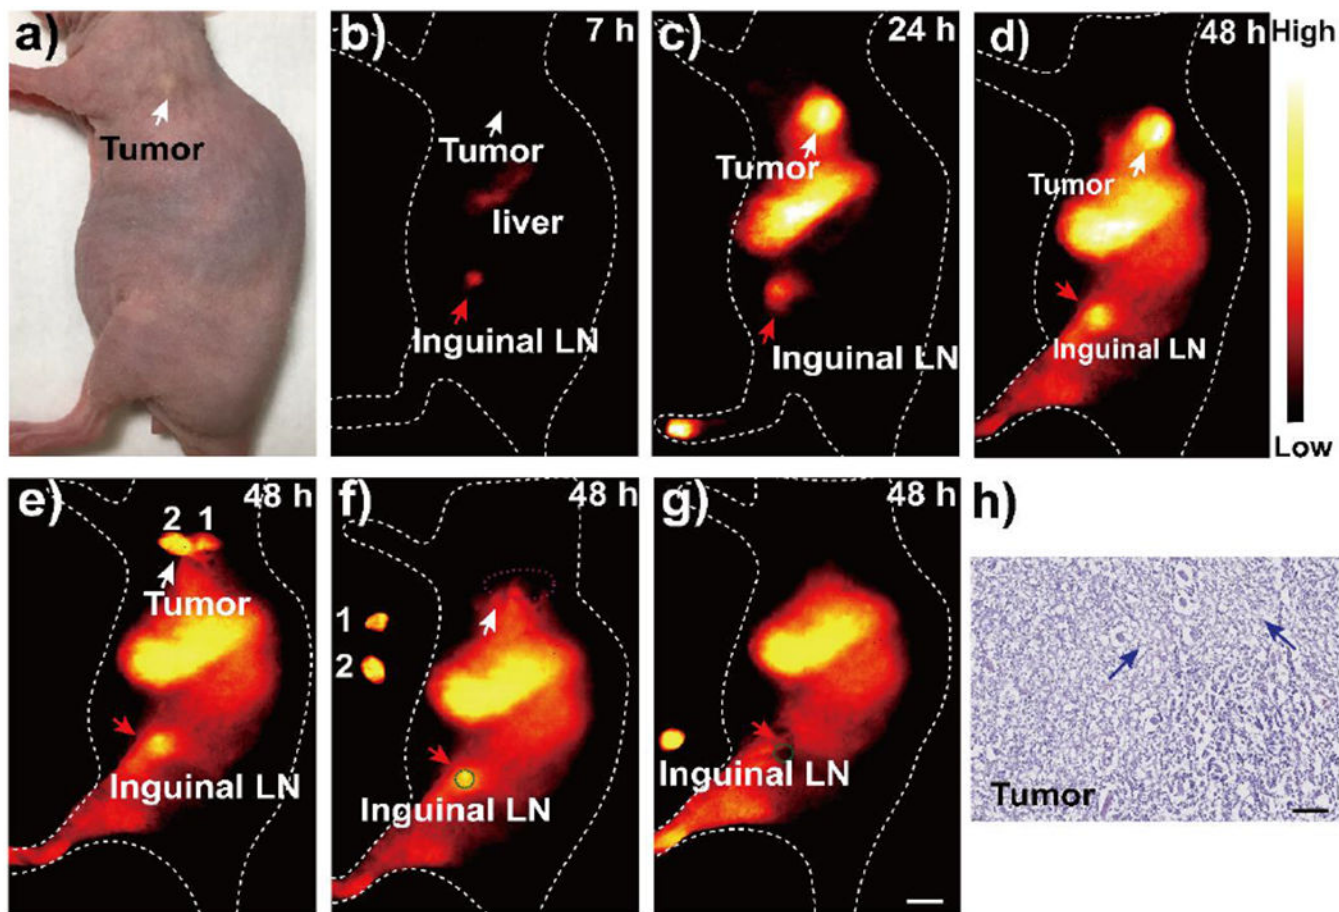 a)
Tumor
b)
7 h
Tumor
liver
Inguinal LN
c)
24 h
Tumor
Inguinal LN
d)
48 h
Tumor
Inguinal LN
High
Low
e)
48 h
2 1
Tumor
Inguinal LN
f)
48 h
1
2
Inguinal LN
g)
48 h
Inguinal LN
h)
Tumor